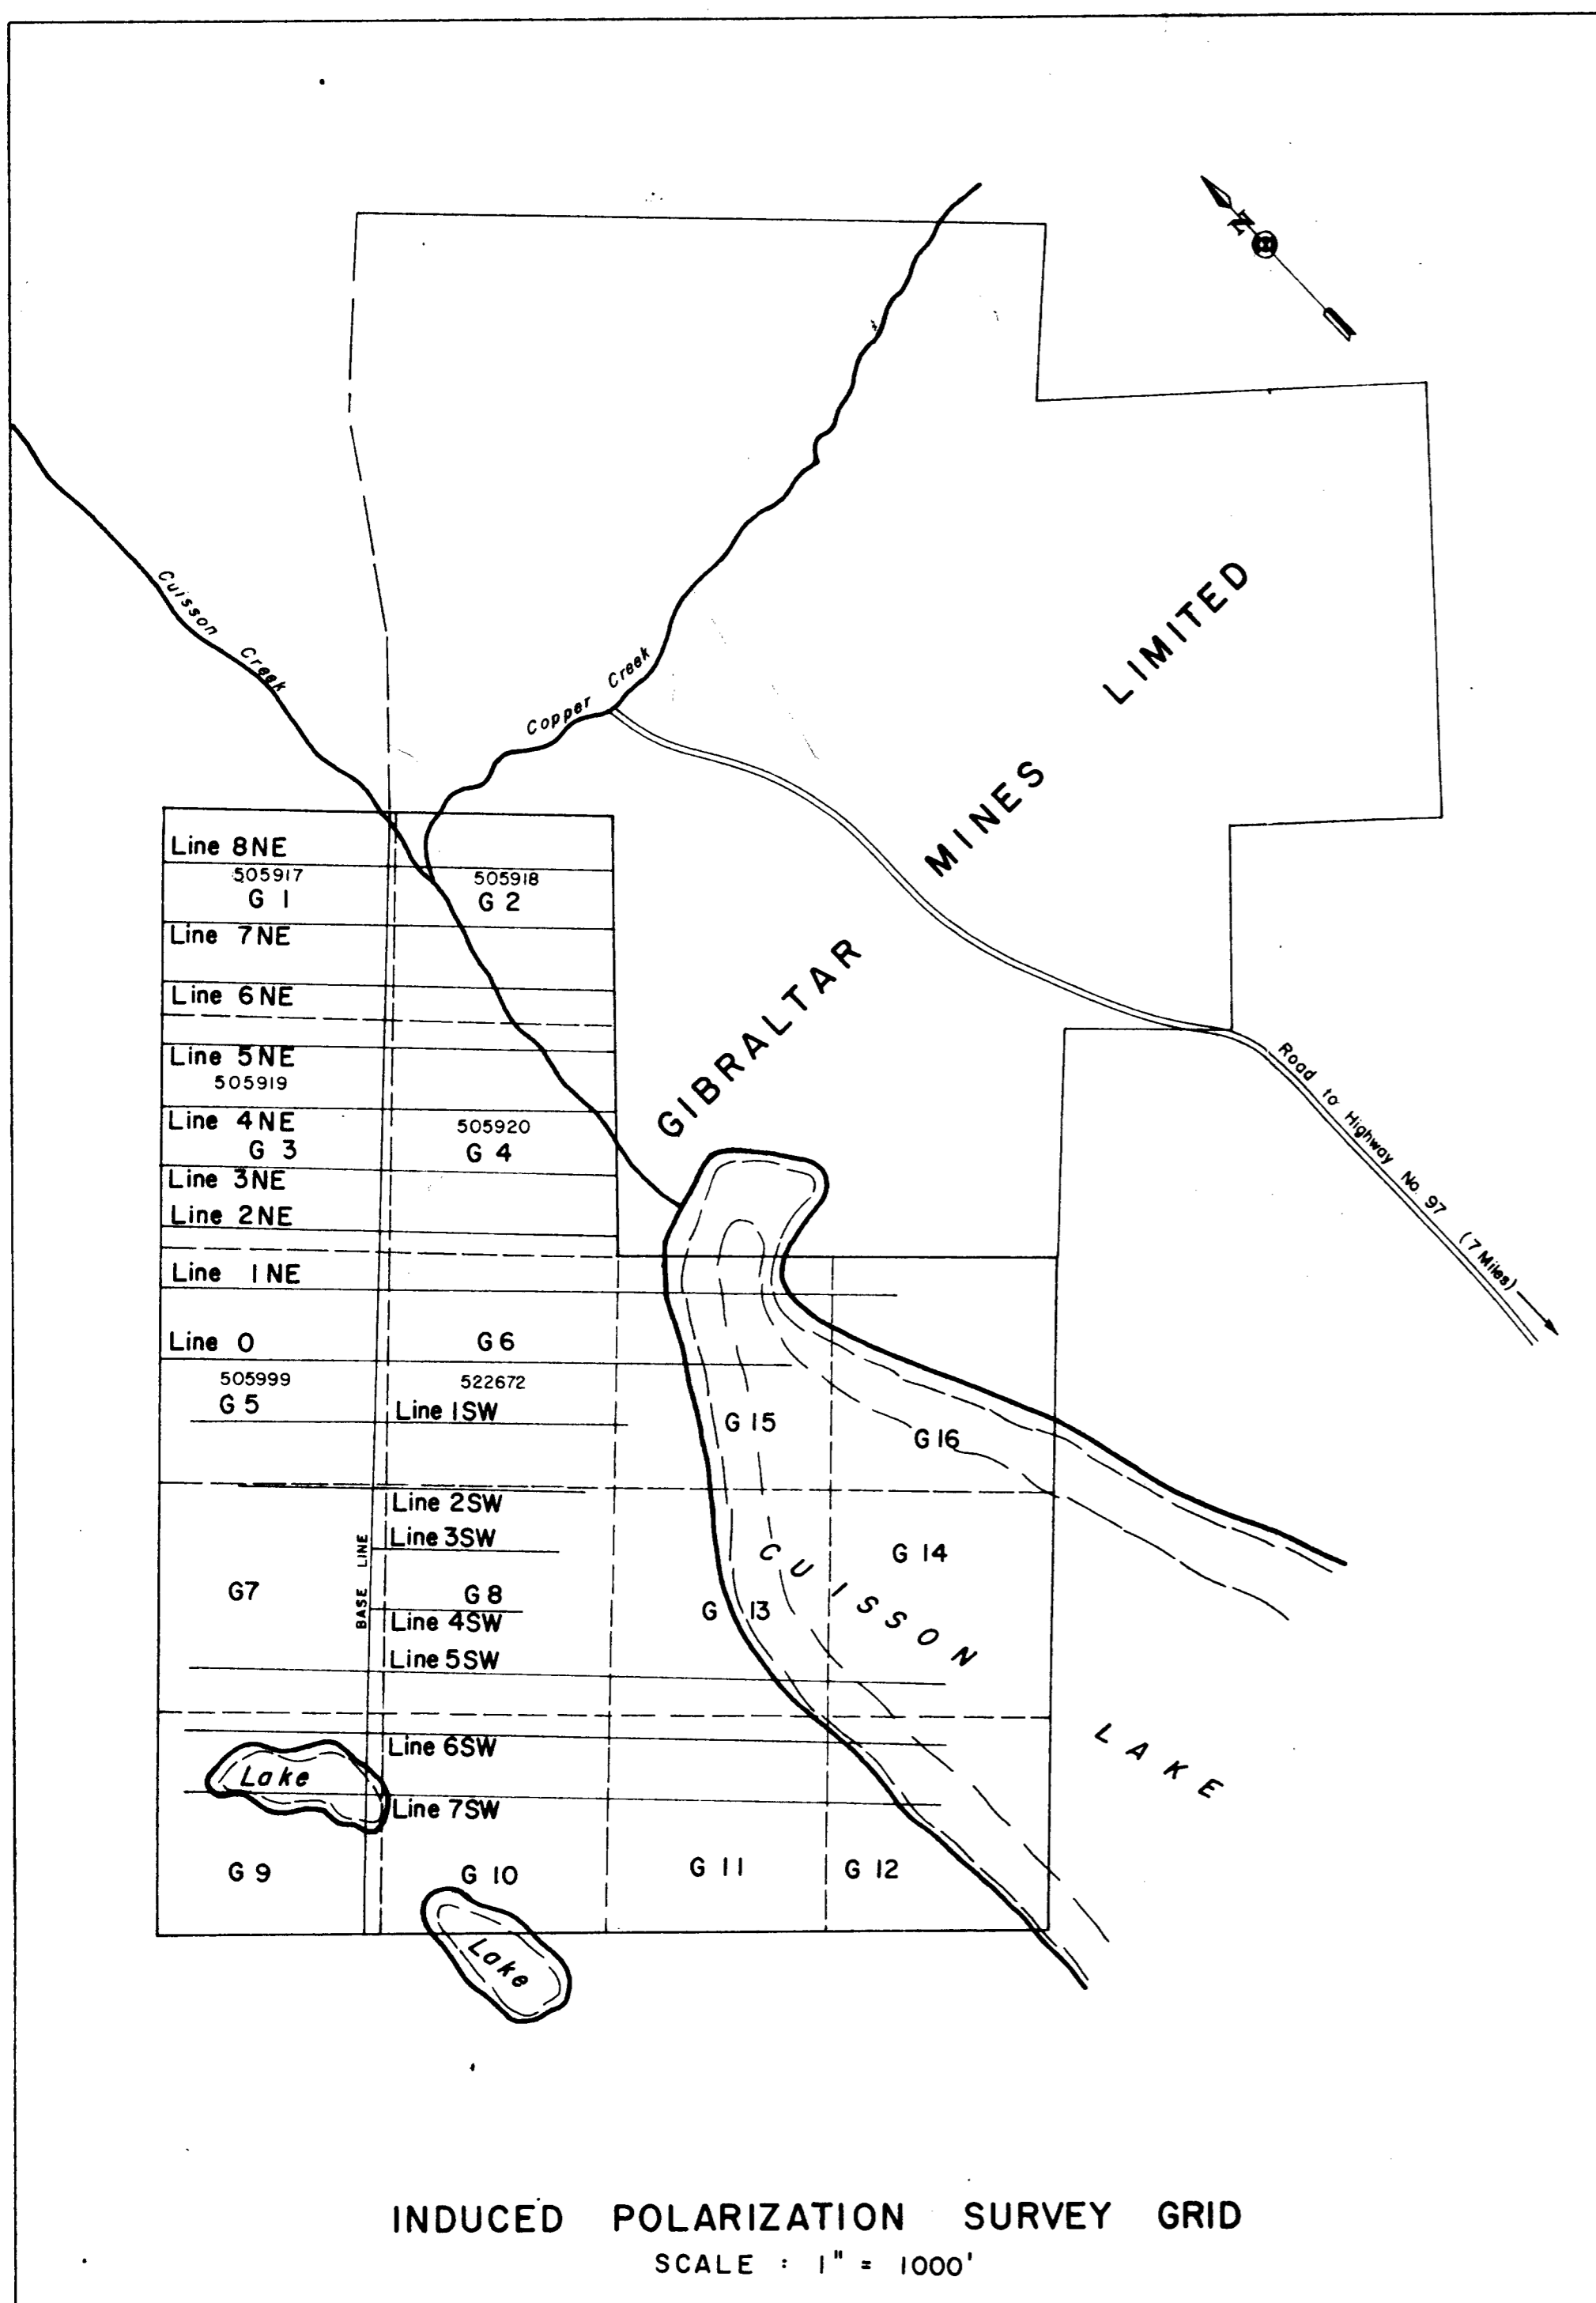 N
Cuisson Creek
Copper Creek
GIBRALTAR MINES LIMITED
Road to Highway No. 97 (7 Miles)
Line 8NE
505917
G 1
505918
G 2
Line 7NE
Line 6NE
Line 5NE
505919
Line 4NE
G 3
505920
G 4
Line 3NE
Line 2NE
Line 1NE
Line 0
G6
505999
G 5
522672
Line 1SW
G 15
G 16
Line 2SW
Line 3SW
BASE LINE
G7
G 8
Line 4SW
G 13
G 14
CUISSON LAKE
Line 5SW
Line 6SW
Lake
Line 7SW
G 9
G 10
G 11
G 12
Lake
INDUCED POLARIZATION SURVEY GRID
SCALE : 1" = 1000'